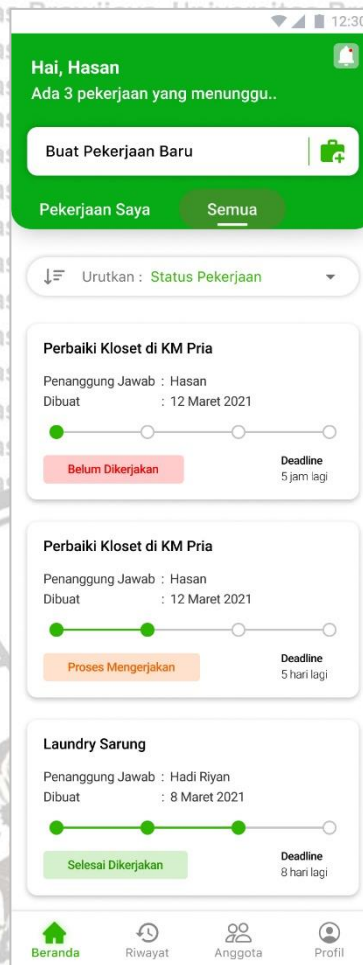 12:30
Hai, Hasan
Ada 3 pekerjaan yang menunggu..
Buat Pekerjaan Baru
Pekerjaan Saya Semua
Urutkan : Status Pekerjaan
Perbaiki Kloset di KM Pria
Penanggung Jawab : Hasan
Dibuat : 12 Maret 2021
Belum Dikerjakan
Deadline
5 jam lagi
Perbaiki Kloset di KM Pria
Penanggung Jawab : Hasan
Dibuat : 12 Maret 2021
Proses Mengerjakan
Deadline
5 hari lagi
Laundry Sarung
Penanggung Jawab : Hadi Riyan
Dibuat : 8 Maret 2021
Selesai Dikerjakan
Deadline
8 hari lagi
Beranda Riwayat Anggota Profil